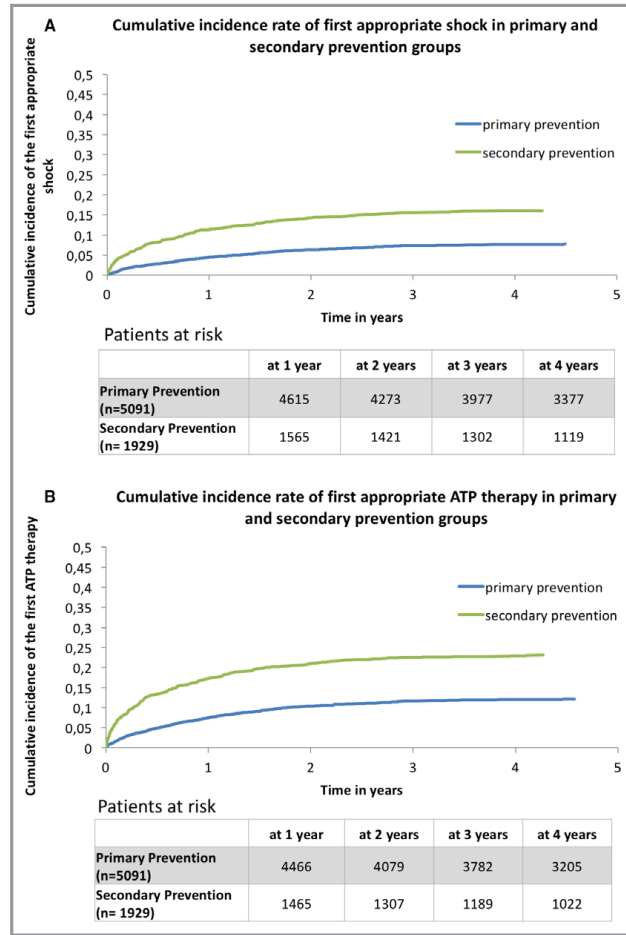 A
Cumulative incidence rate of first appropriate shock in primary and
secondary prevention groups
Cumulative incidence of the first appropriate
shock
0,5
0,45
0,4
0,35
0,3
0,25
0,2
0,15
0,1
0,05
0
primary prevention
secondary prevention
0 1 2 3 4 5
Time in years
Patients at risk
at 1 year at 2 years at 3 years at 4 years
Primary Prevention
(n=5091) 4615 4273 3977 3377
Secondary Prevention
(n= 1929) 1565 1421 1302 1119
B
Cumulative incidence rate of first appropriate ATP therapy in primary
and secondary prevention groups
Cumulative incidence of the first ATP therapy
0,5
0,45
0,4
0,35
0,3
0,25
0,2
0,15
0,1
0,05
0
primary prevention
secondary prevention
0 1 2 3 4 5
Time in years
Patients at risk
at 1 year at 2 years at 3 years at 4 years
Primary Prevention
(n=5091) 4466 4079 3782 3205
Secondary Prevention
(n= 1929) 1465 1307 1189 1022